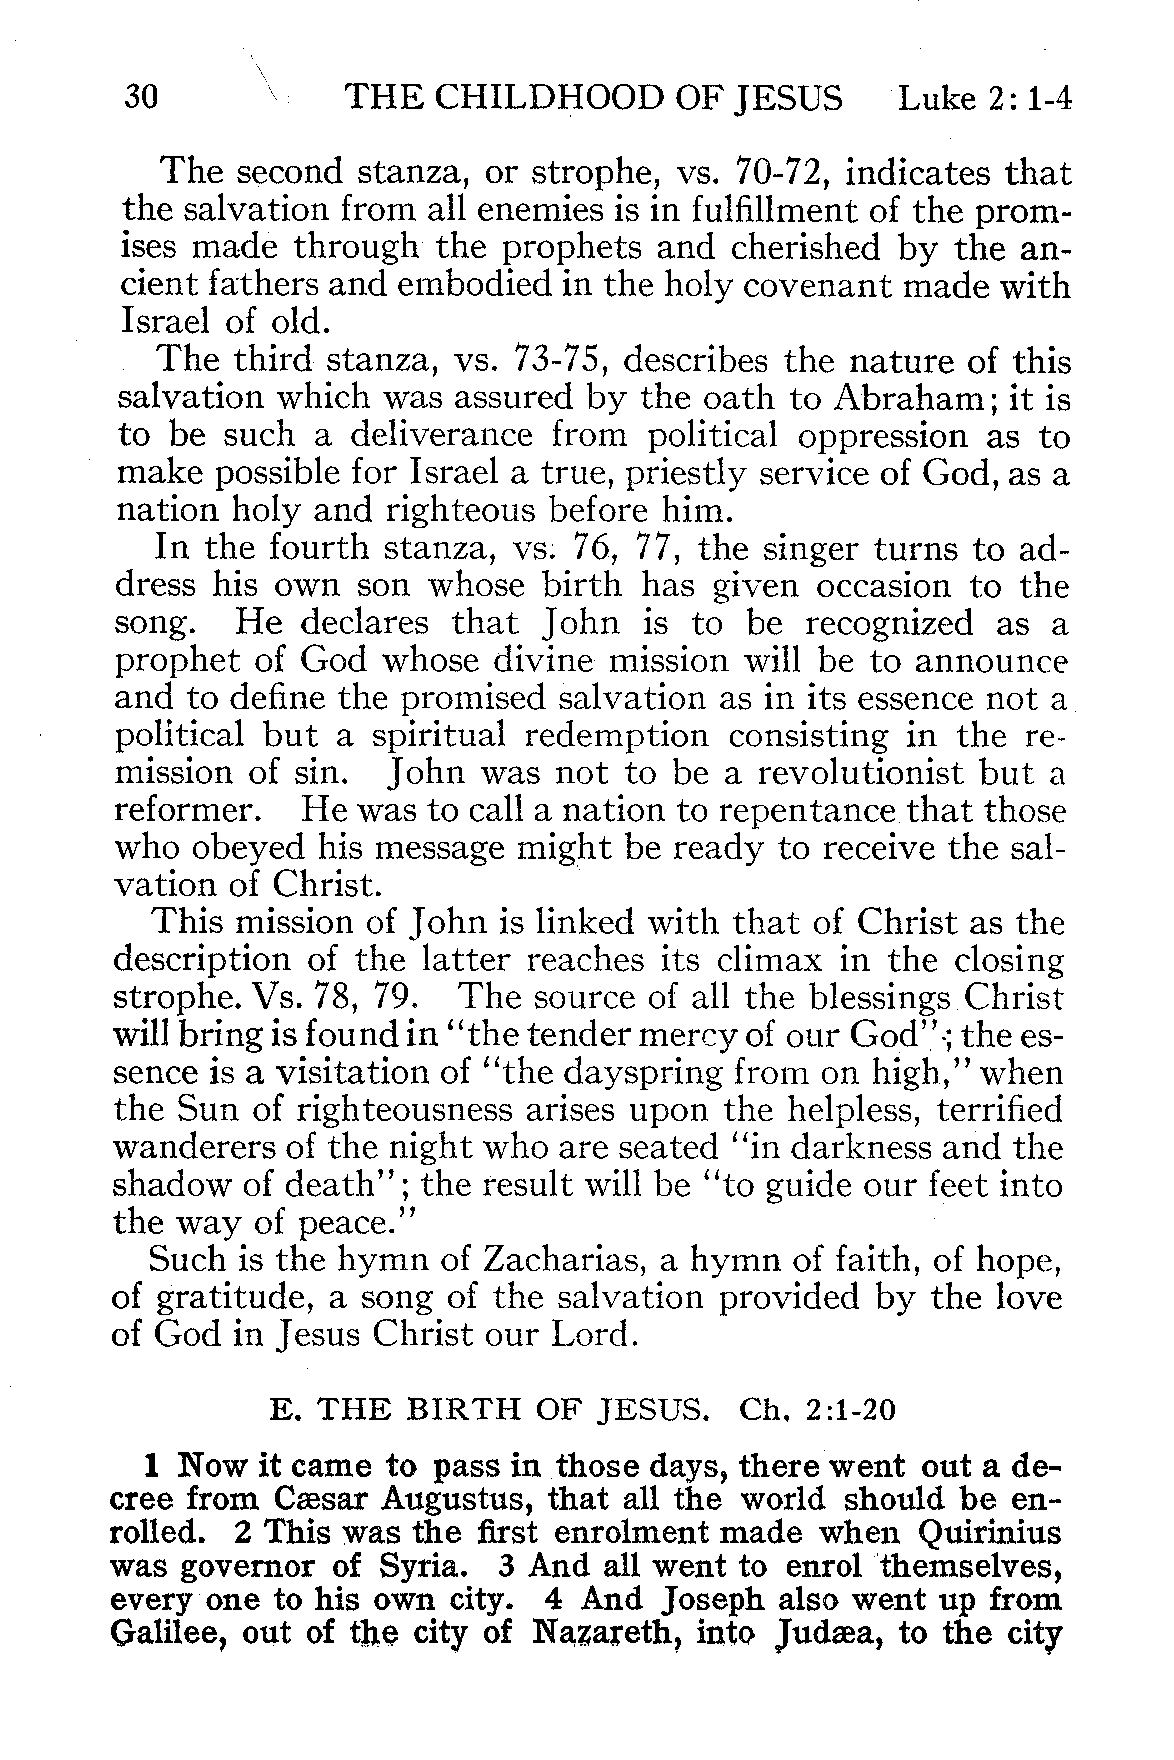 30 THE CHILDHOOD OF JESUS Luke 2: 1-4
The second stanza, or strophe, vs. 70-72, indicates that
the salvation from all enemies is in fulfillment of the prom-
ises made through the prophets and cherished by the an-
cient fathers and embodied in the holy covenant made with
Israel of old.
The third stanza, vs. 73-75, describes the nature of this
salvation which was assured by the oath to Abraham; it is
to be such a deliverance from political oppression as to
make possible for Israel a true, priestly service of God, as a
nation holy and righteous before him.
In the fourth stanza, vs. 76, 77, the singer turns to ad-
dress his own son whose birth has given occasion to the
song. He declares that John is to be recognized as a
prophet of God whose divine mission will be to announce
and to define the promised salvation as in its essence not a
political but a spiritual redemption consisting in the re-
mission of sin. John was not to be a revolutionist but a
reformer. He was to call a nation to repentance that those
who obeyed his message might be ready to receive the sal-
vation of Christ.
This mission of John is linked with that of Christ as the
description of the latter reaches its climax in the closing
strophe. Vs. 78, 79. The source of all the blessings Christ
will bring is found in "the tender mercy of our God"; the es-
sence is a visitation of "the dayspring from on high," when
the Sun of righteousness arises upon the helpless, terrified
wanderers of the night who are seated "in darkness and the
shadow of death"; the result will be "to guide our feet into
the way of peace."
Such is the hymn of Zacharias, a hymn of faith, of hope,
of gratitude, a song of the salvation provided by the love
of God in Jesus Christ our Lord.
E. THE BIRTH OF JESUS. Ch. 2:1-20
1 Now it came to pass in those days, there went out a de-
cree from Cæsar Augustus, that all the world should be en-
rolled. 2 This was the first enrolment made when Quirinius
was governor of Syria. 3 And all went to enrol themselves,
every one to his own city. 4 And Joseph also went up from
Galilee, out of the city of Nazareth, into Judæa, to the city